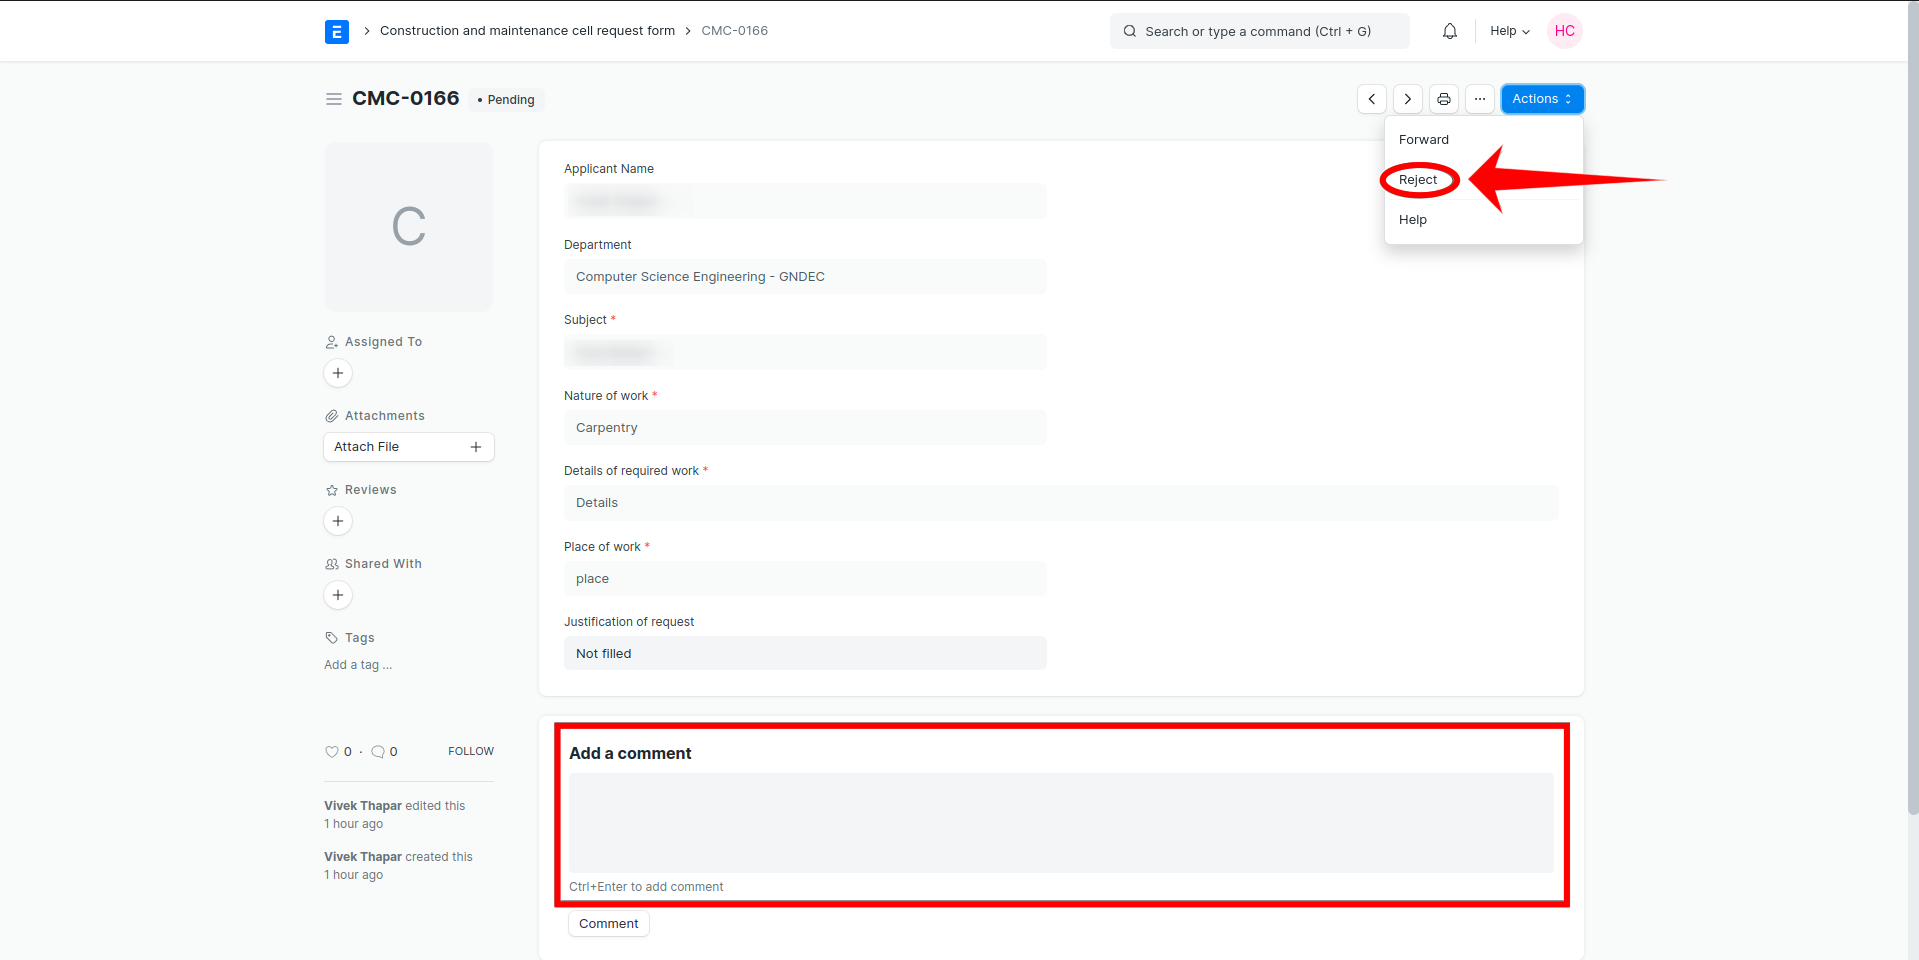 E
Construction and maintenance cell request form
CMC-0166
Search or type a command (Ctrl + G)
Help
HC
CMC-0166
• Pending
...
Actions
Forward
Reject
Help
C
Applicant Name
Department
Computer Science Engineering - GNDEC
Subject *
Nature of work *
Carpentry
Details of required work *
Details
Place of work *
place
Justification of request
Not filled
Assigned To
Attachments
Attach File
Reviews
Shared With
Tags
Add a tag ...
0 · 0 FOLLOW
Vivek Thapar edited this
1 hour ago
Vivek Thapar created this
1 hour ago
Add a comment
Ctrl+Enter to add comment
Comment